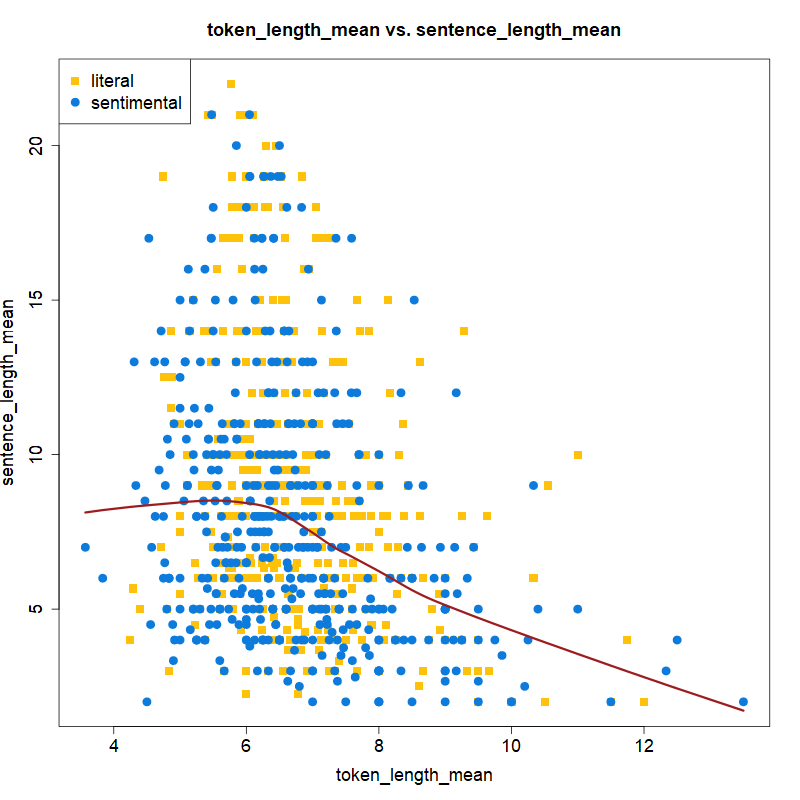 token_length_mean vs. sentence_length_mean
literal
sentimental
20
15
10
5
sentence_length_mean
4 6 8 10 12
token_length_mean